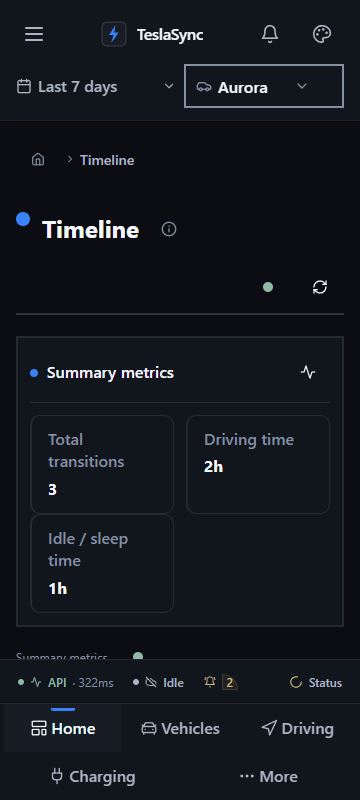 TeslaSync
Last 7 days
Aurora
Timeline
Timeline
Summary metrics
Total
transitions
3
Driving time
2h
Idle / sleep
time
1h
Summary metrics
API · 322ms
Idle
2
Status
Home
Vehicles
Driving
Charging
More